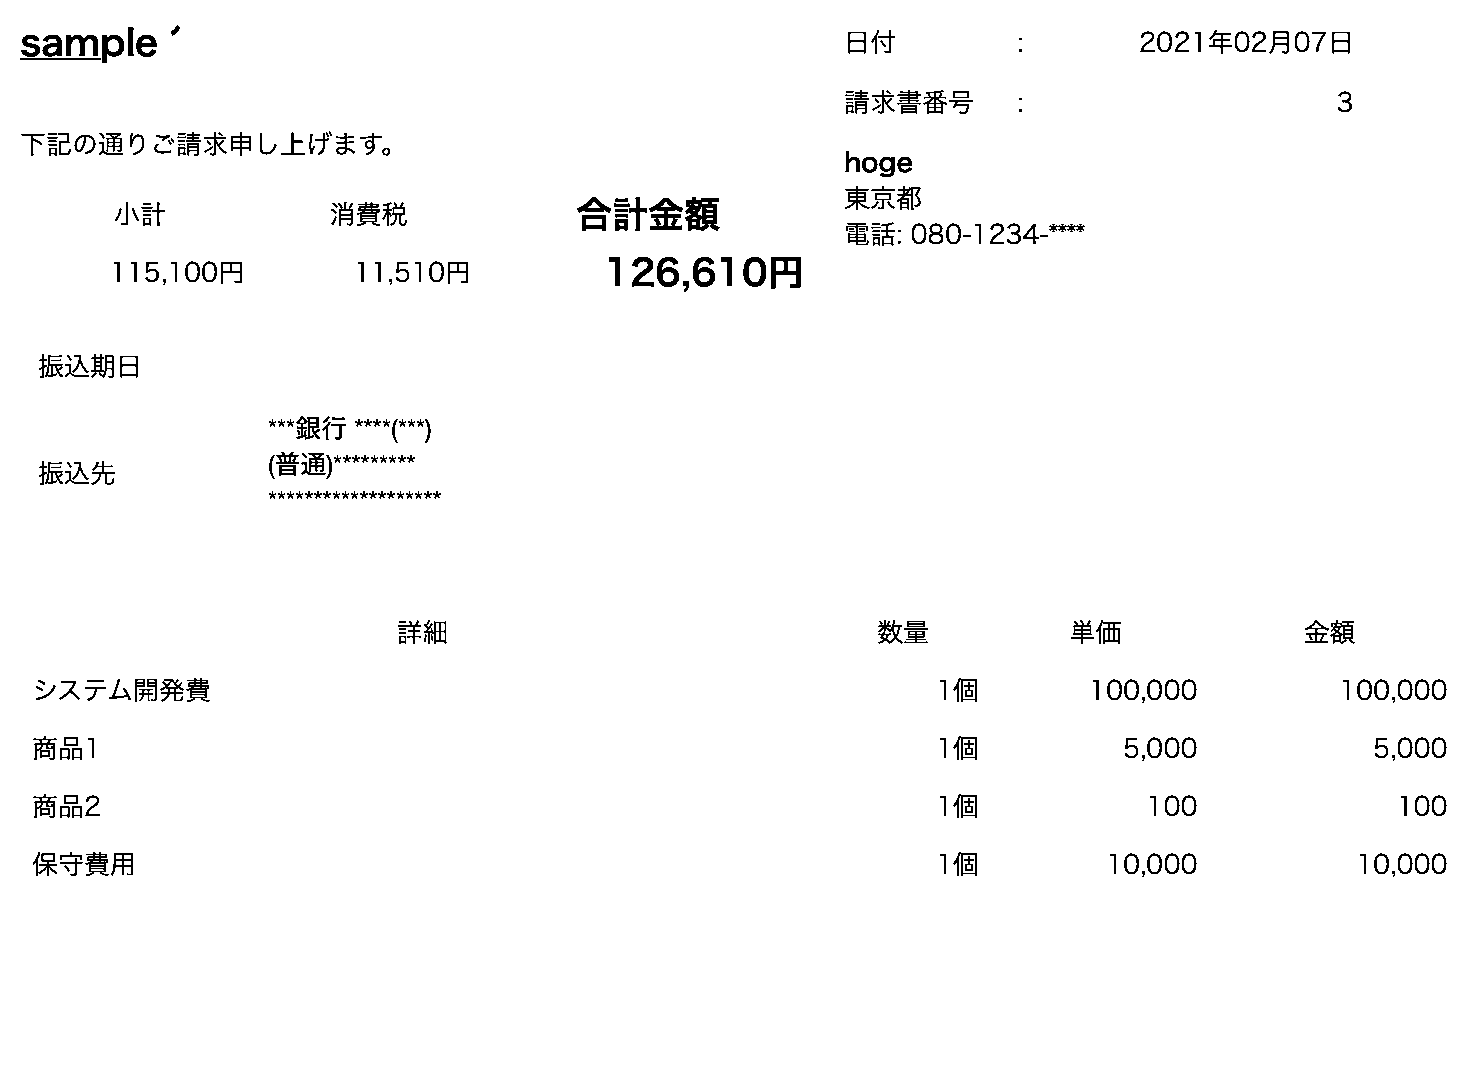 sample
日付 : 2021年02月07日
請求書番号 : 3
下記の通りご請求申し上げます。
hoge
東京都
電話: 080-1234-****
小計 消費税 合計金額
115,100円 11,510円 126,610円
振込期日
振込先
***銀行 ****(***)
(普通)*********
*******************
詳細 数量 単価 金額
システム開発費 1個 100,000 100,000
商品1 1個 5,000 5,000
商品2 1個 100 100
保守費用 1個 10,000 10,000